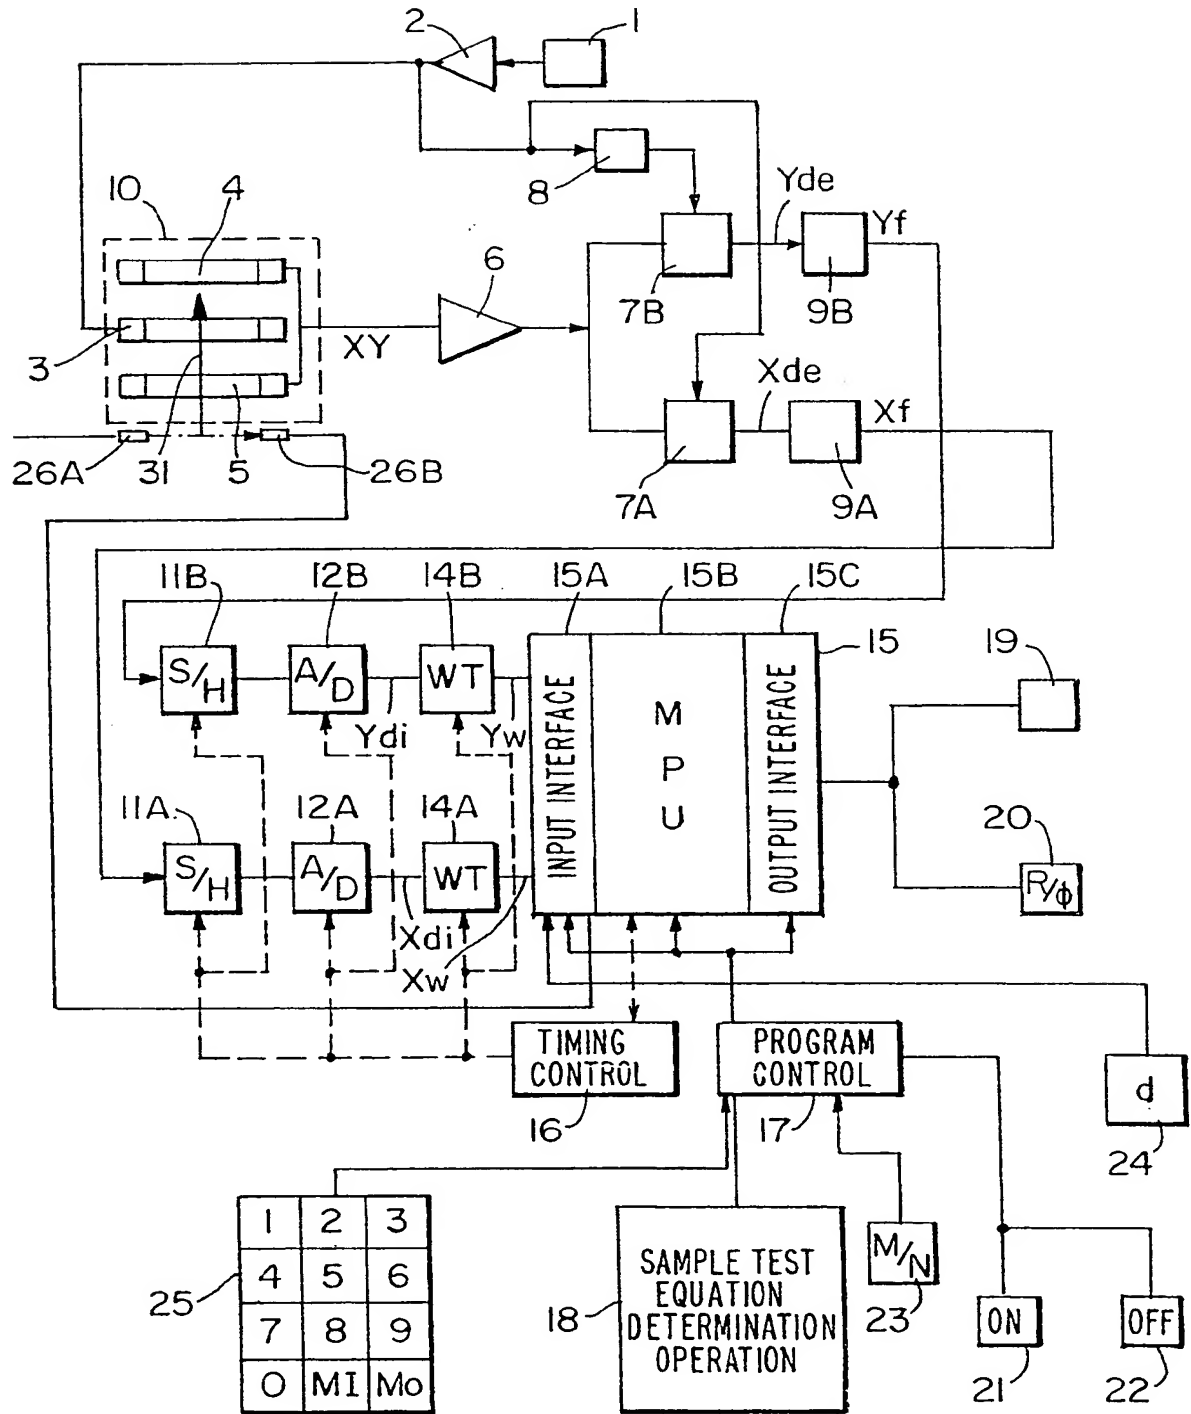 2
1
8
10
4
6
Yde
Yf
7B
9B
3
XY
Xde
Xf
26A
31
5
26B
7A
9A
11B
12B
14B
15A
15B
15C
15
19
S/H
A/D
WT
Ydi
Yw
INPUT INTERFACE
M
P
U
OUTPUT INTERFACE
11A.
12A
14A
20
S/H
A/D
WT
R/ϕ
Xdi
Xw
TIMING
CONTROL
16
PROGRAM
CONTROL
17
d
24
1 2 3
4 5 6
7 8 9
0 MI Mo
25
SAMPLE TEST
EQUATION
DETERMINATION
OPERATION
18
M/N
23
ON
21
OFF
22